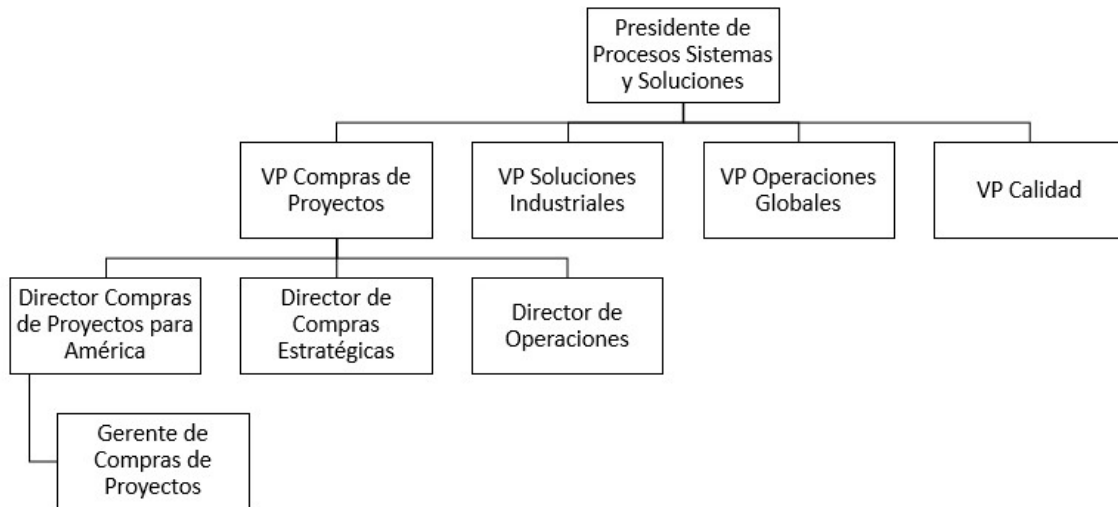 Presidente de
Procesos Sistemas
y Soluciones
VP Compras de
Proyectos
VP Soluciones
Industriales
VP Operaciones
Globales
VP Calidad
Director Compras
de Proyectos para
América
Director de
Compras
Estratégicas
Director de
Operaciones
Gerente de
Compras de
Proyectos